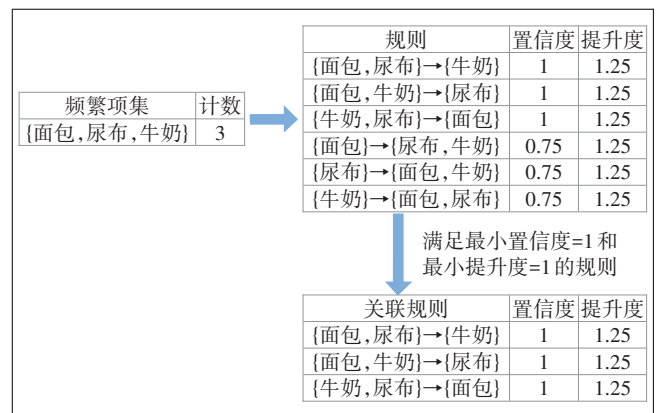 频繁项集 计数
{面包,尿布,牛奶} 3
规则 置信度 提升度
{面包,尿布}→{牛奶} 1 1.25
{面包,牛奶}→{尿布} 1 1.25
{牛奶,尿布}→{面包} 1 1.25
{面包}→{尿布,牛奶} 0.75 1.25
{尿布}→{面包,牛奶} 0.75 1.25
{牛奶}→{面包,尿布} 0.75 1.25
满足最小置信度=1和
最小提升度=1的规则
关联规则 置信度 提升度
{面包,尿布}→{牛奶} 1 1.25
{面包,牛奶}→{尿布} 1 1.25
{牛奶,尿布}→{面包} 1 1.25